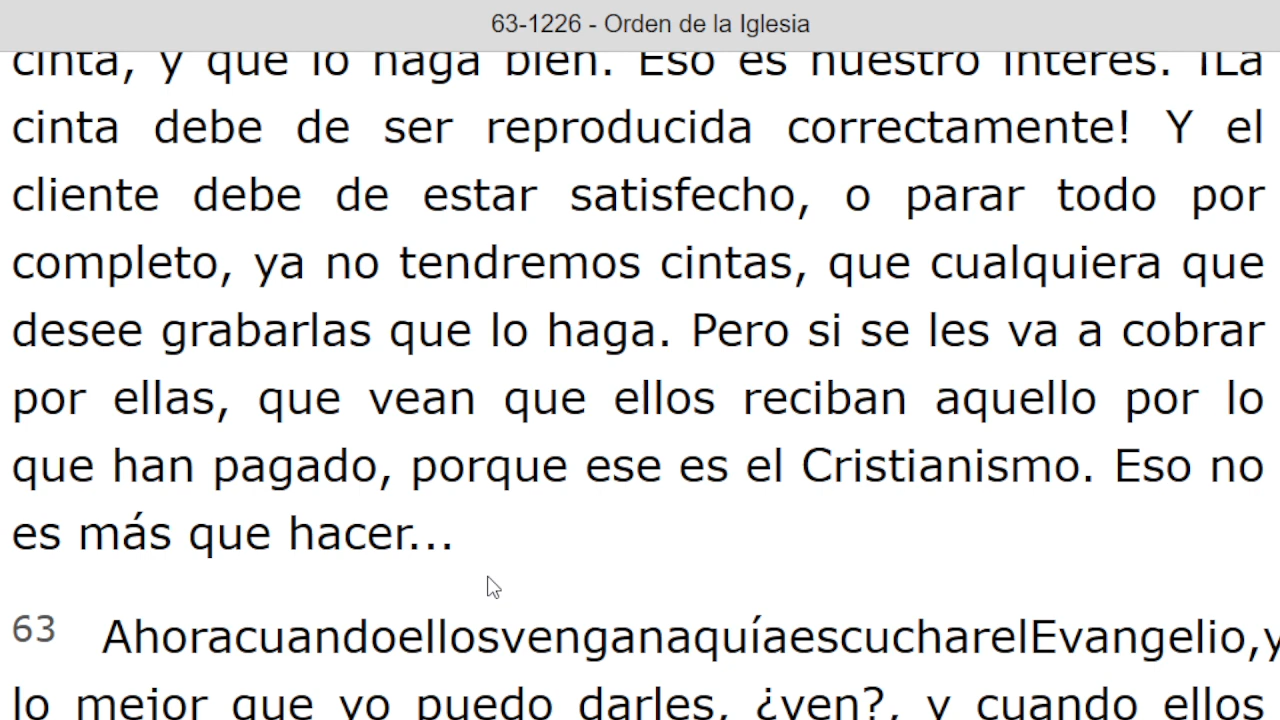 63-1226 - Orden de la Iglesia
cinta, y que lo haga bien. Eso es nuestro interés. ¡La
cinta debe de ser reproducida correctamente! Y el
cliente debe de estar satisfecho, o parar todo por
completo, ya no tendremos cintas, que cualquiera que
desee grabarlas que lo haga. Pero si se les va a cobrar
por ellas, que vean que ellos reciban aquello por lo
que han pagado, porque ese es el Cristianismo. Eso no
es más que hacer...
63 AhoracuandoellosvenganaquíaescucharelEvangelio,y
lo mejor que yo puedo darles, ¿ven?, y cuando ellos